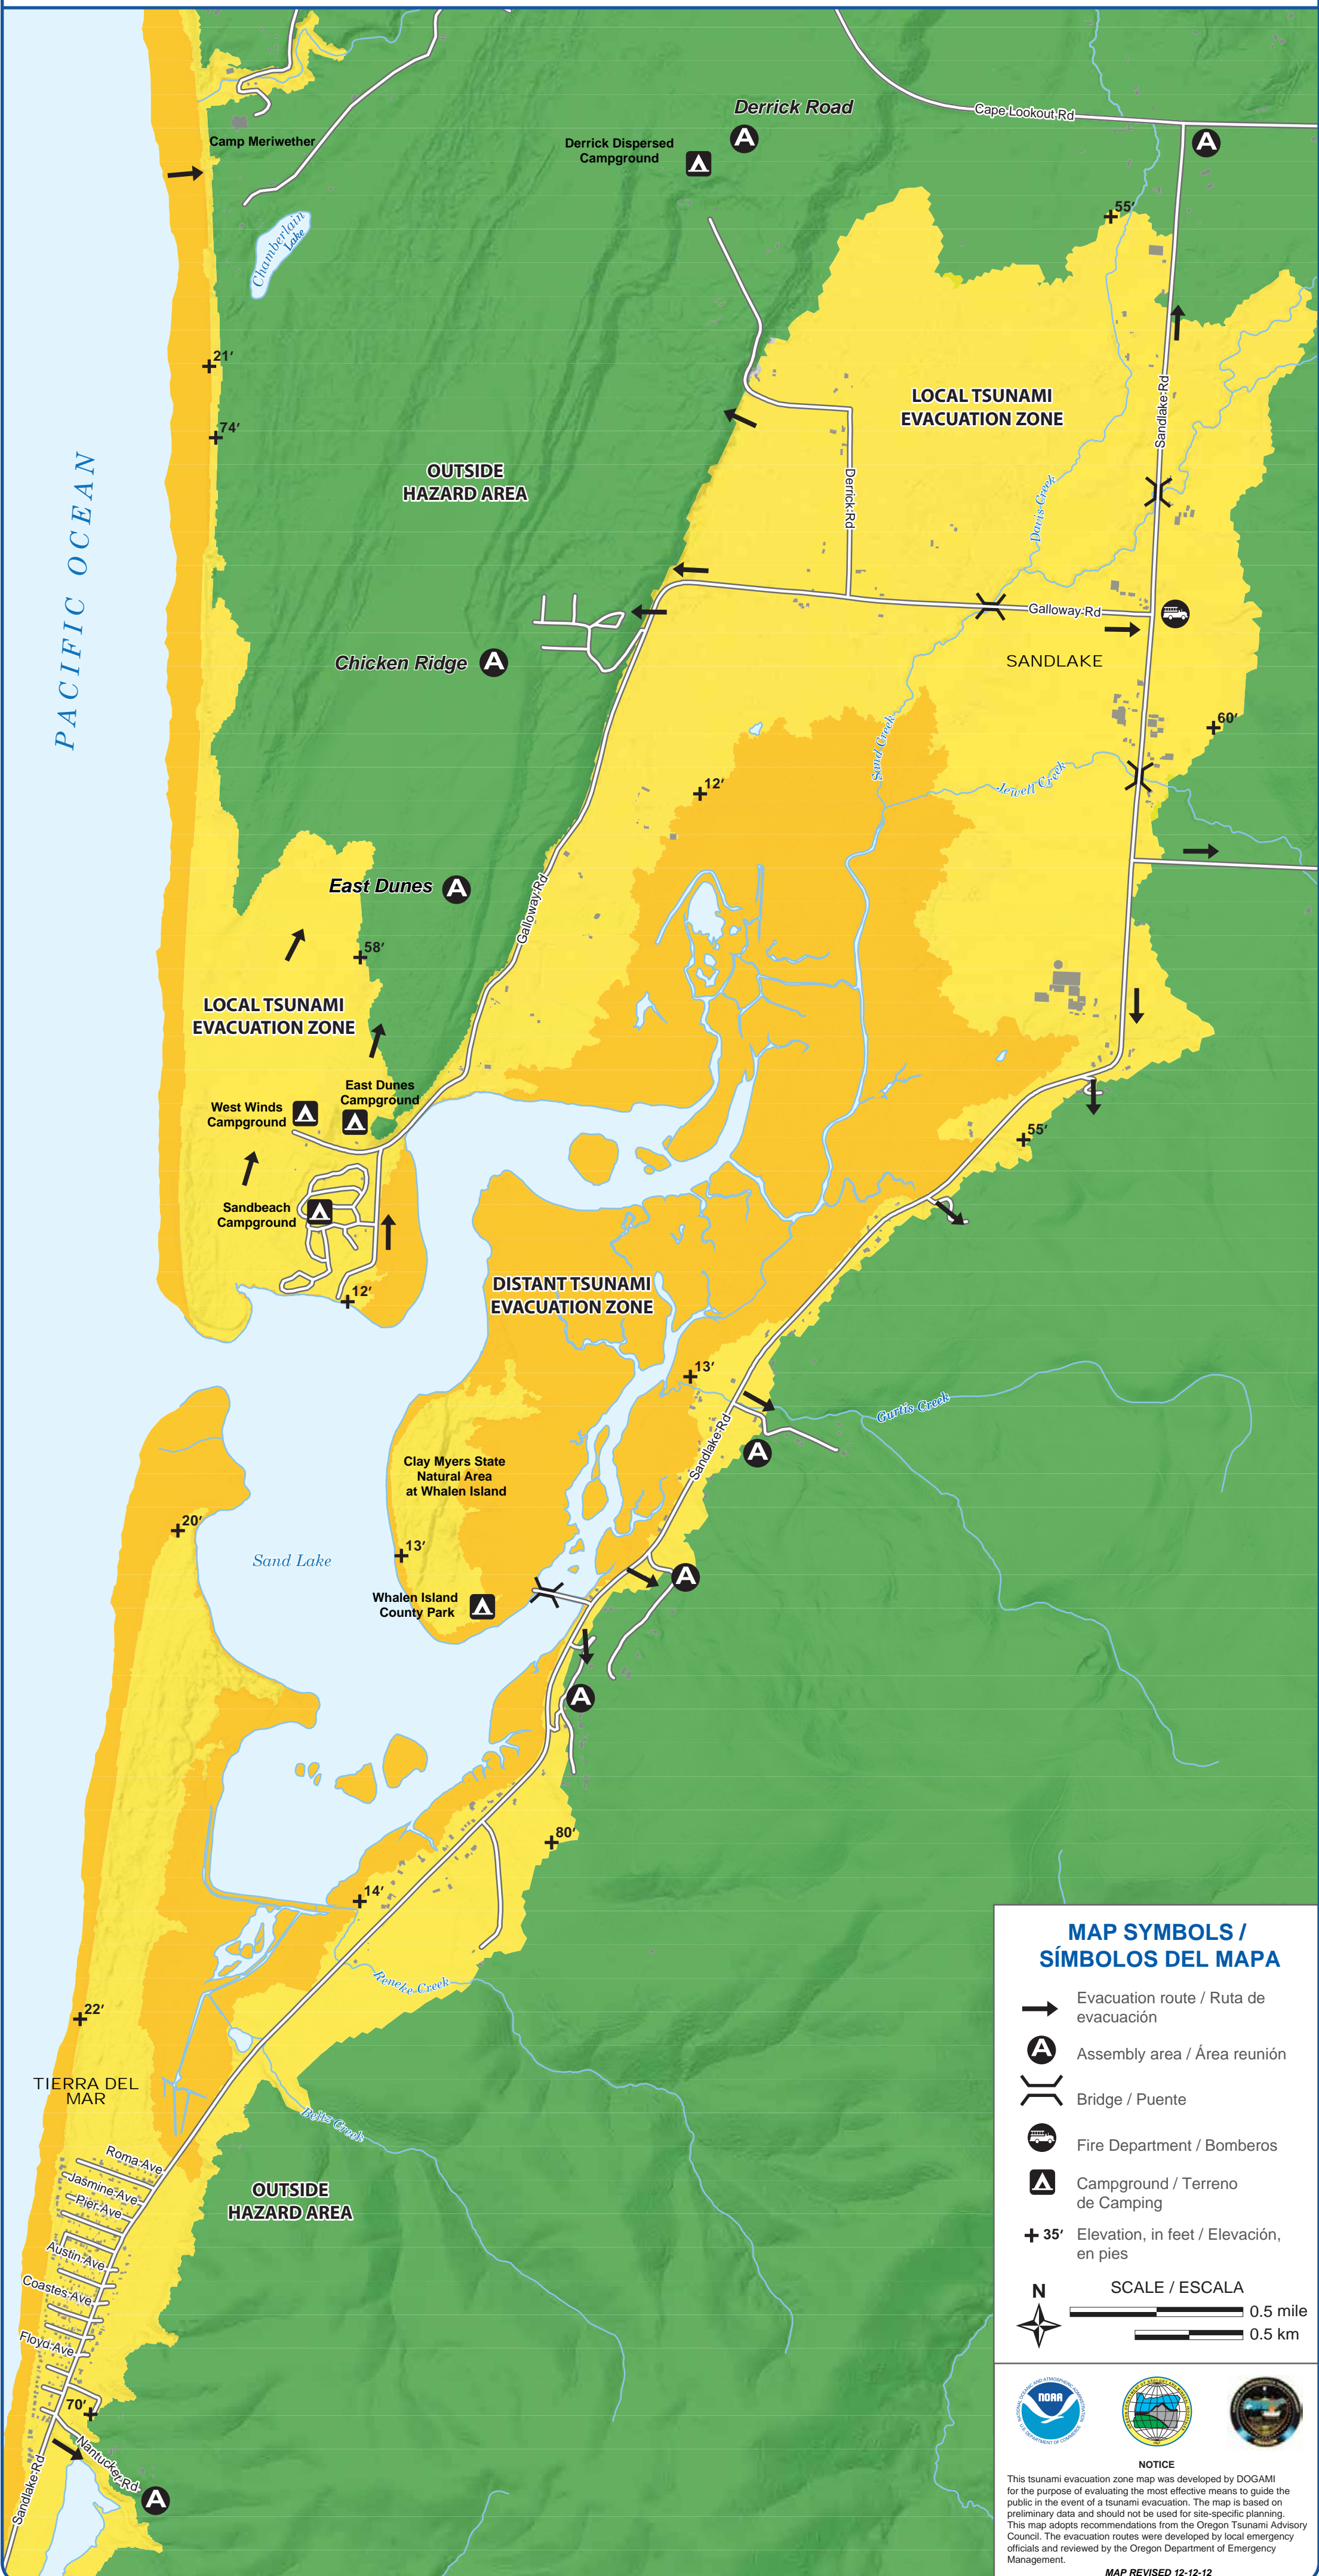 Derrick Road
Cape Lookout Rd
A
A
Camp Meriwether
Derrick Dispersed
Campground
Chamberlain
Lake
55'
21'
74'
LOCAL TSUNAMI
EVACUATION ZONE
Sandlake Rd
OUTSIDE
HAZARD AREA
PACIFIC OCEAN
Derrick Rd
Davis Creek
Galloway Rd
SANDLAKE
Chicken Ridge
A
60'
Sand Creek
Jewell Creek
12'
East Dunes
A
Galloway Rd
58'
LOCAL TSUNAMI
EVACUATION ZONE
East Dunes
Campground
West Winds
Campground
55'
Sandbeach
Campground
12'
DISTANT TSUNAMI
EVACUATION ZONE
13'
Gurtis Creek
Sandlake Rd
A
Clay Myers State
Natural Area
at Whalen Island
20'
13'
Sand Lake
A
Whalen Island
County Park
A
80'
14'
Reneke Creek
22'
TIERRA DEL
MAR
Beltz Creek
Roma Ave
Jasmine Ave
Pier Ave
OUTSIDE
HAZARD AREA
Austin Ave
Coastes Ave
Floyd Ave
70'
Nantucket Rd
Sandlake Rd
A
MAP SYMBOLS /
SÍMBOLOS DEL MAPA
Evacuation route / Ruta de
evacuación
A
Assembly area / Área reunión
Bridge / Puente
Fire Department / Bomberos
Campground / Terreno
de Camping
35'
Elevation, in feet / Elevación,
en pies
N
SCALE / ESCALA
0.5 mile
0.5 km
NATIONAL OCEANIC AND ATMOSPHERIC ADMINISTRATION
NOAA
U.S. DEPARTMENT OF COMMERCE
NOTICE
This tsunami evacuation zone map was developed by DOGAMI
for the purpose of evaluating the most effective means to guide the
public in the event of a tsunami evacuation. The map is based on
preliminary data and should not be used for site-specific planning.
This map adopts recommendations from the Oregon Tsunami Advisory
Council. The evacuation routes were developed by local emergency
officials and reviewed by the Oregon Department of Emergency
Management.
MAP REVISED 12-12-12